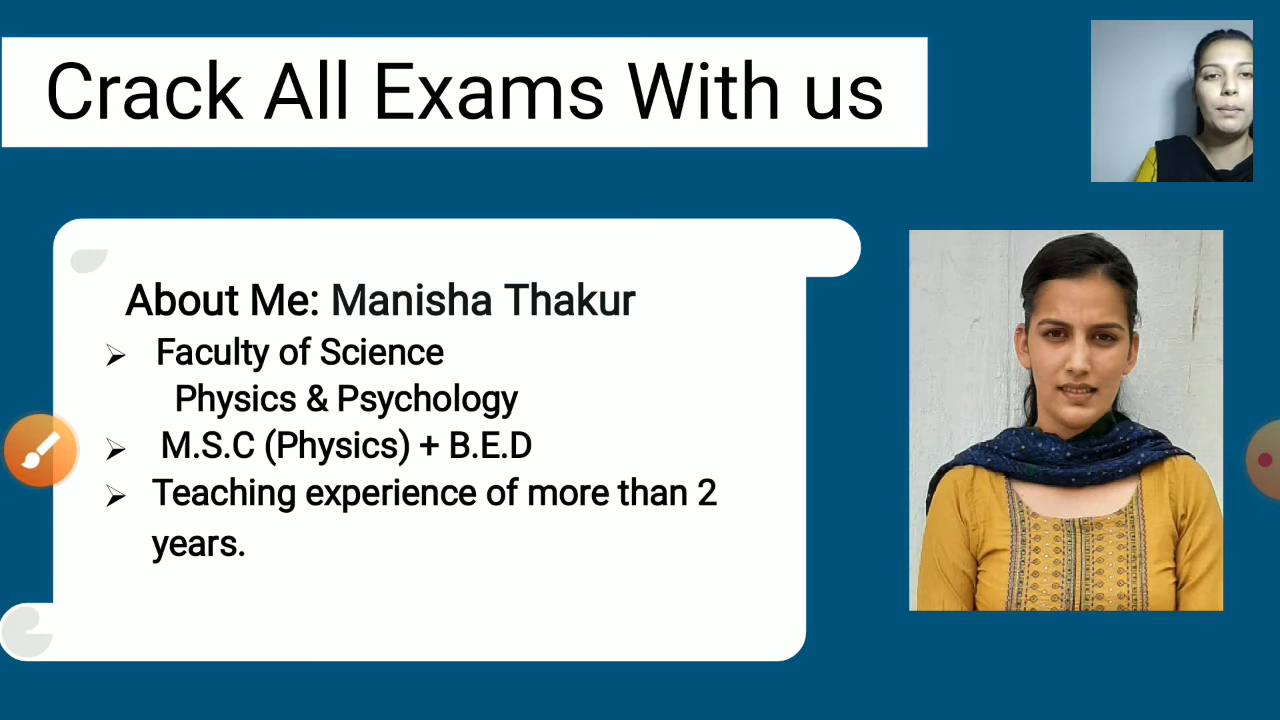 Crack All Exams With us
About Me: Manisha Thakur
Faculty of Science
Physics & Psychology
M.S.C (Physics) + B.E.D
Teaching experience of more than 2
years.